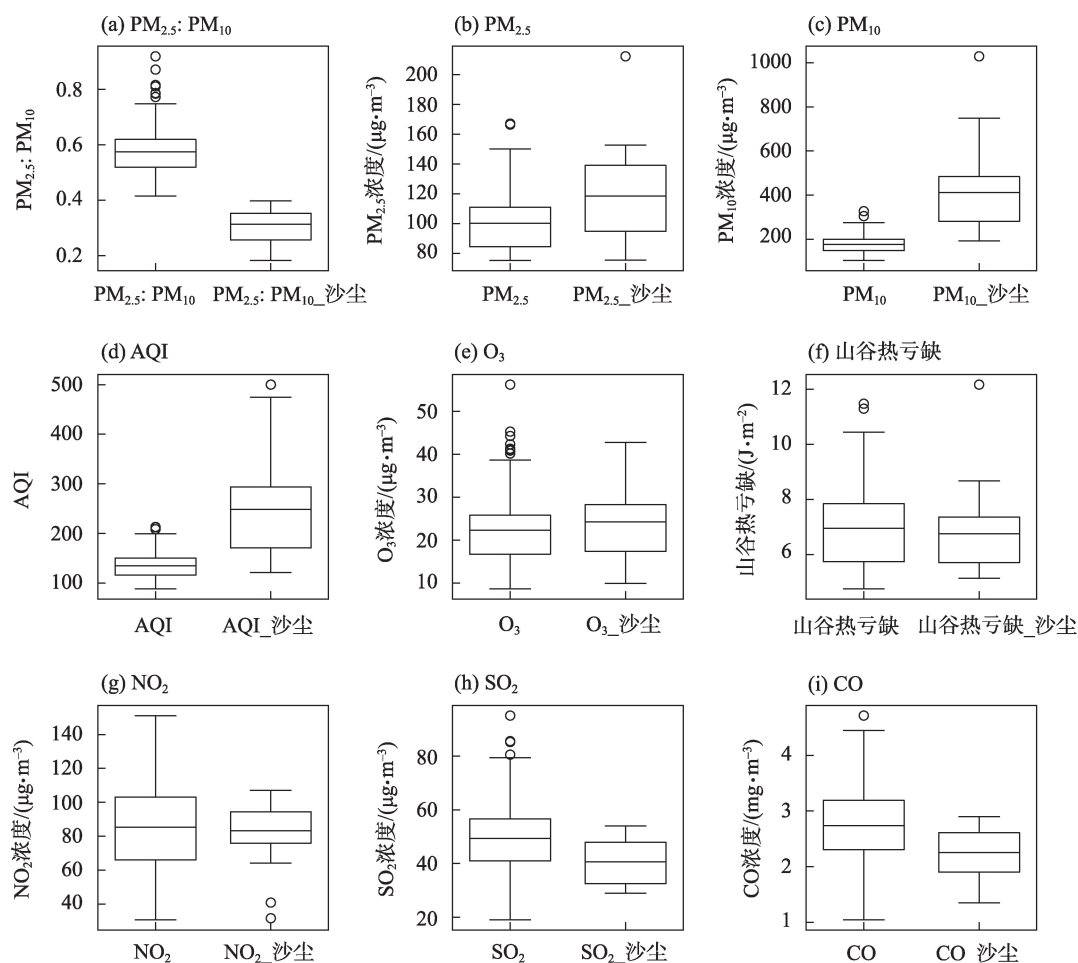 (a) PM₂.₅: PM₁₀
PM₂.₅: PM₁₀
0.8
0.6
0.4
0.2
PM₂.₅: PM₁₀ PM₂.₅: PM₁₀_沙尘
(b) PM₂.₅
PM₂.₅浓度/(μg·m⁻³)
200
180
160
140
120
100
80
PM₂.₅ PM₂.₅_沙尘
(c) PM₁₀
PM₁₀浓度/(μg·m⁻³)
1000
800
600
400
200
PM₁₀ PM₁₀_沙尘
(d) AQI
AQI
500
400
300
200
100
AQI AQI_沙尘
(e) O₃
O₃浓度/(μg·m⁻³)
50
40
30
20
10
O₃ O₃_沙尘
(f) 山谷热亏缺
山谷热亏缺/(J·m⁻²)
12
10
8
6
山谷热亏缺 山谷热亏缺_沙尘
(g) NO₂
NO₂浓度/(μg·m⁻³)
140
120
100
80
60
40
NO₂ NO₂_沙尘
(h) SO₂
SO₂浓度/(μg·m⁻³)
80
60
40
20
SO₂ SO₂_沙尘
(i) CO
CO浓度/(mg·m⁻³)
4
3
2
1
CO CO_沙尘